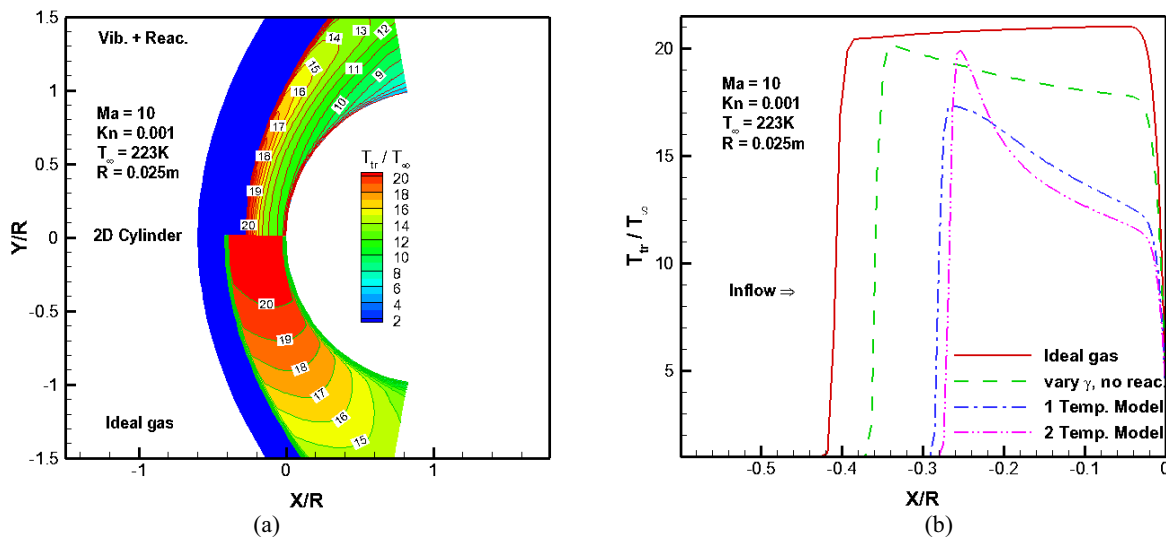 Vib. + Reac.
Ma = 10
Kn = 0.001
T∞ = 223K
R = 0.025m
2D Cylinder
Ideal gas
14
13
12
15
11
16
9
10
17
18
19
20
20
19
18
17
16
15
T_tr / T_∞
20
18
16
14
12
10
8
6
4
2
1.5
1
0.5
0
-0.5
-1
-1.5
Y/R
-1
0
1
X/R
(a)
Ma = 10
Kn = 0.001
T∞ = 223K
R = 0.025m
Inflow ⇒
Ideal gas
vary γ, no reac.
1 Temp. Model
2 Temp. Model
20
15
10
5
T_tr / T_∞
-0.5
-0.4
-0.3
-0.2
-0.1
0
X/R
(b)